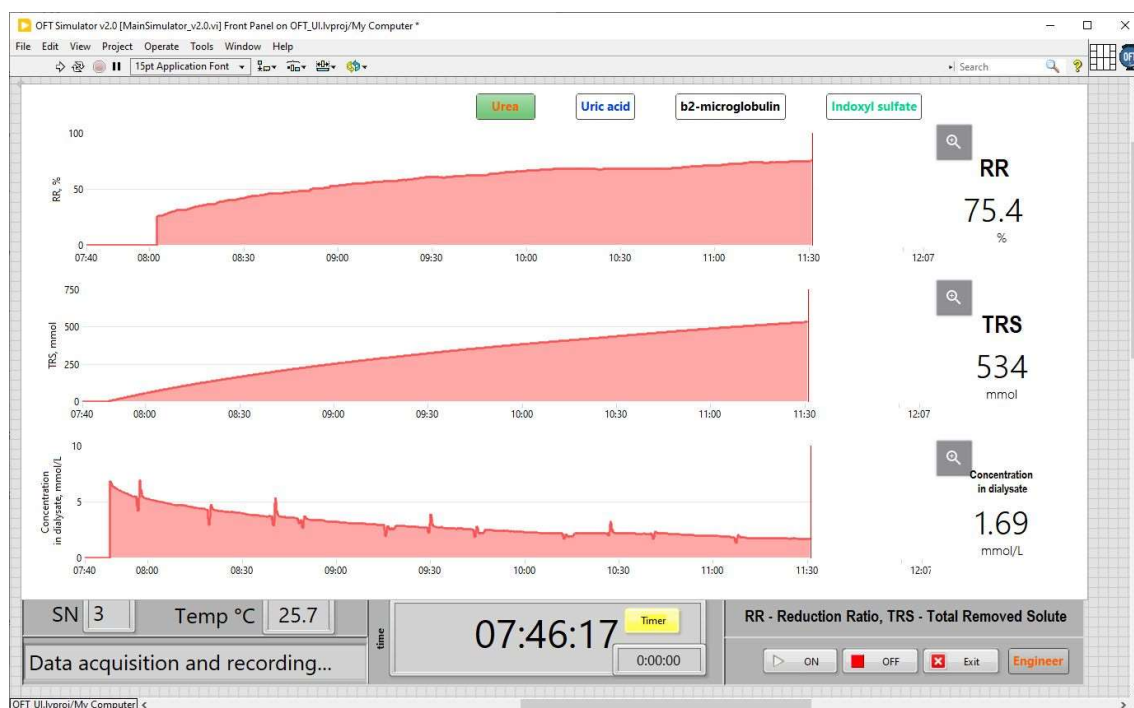 OFT Simulator v2.0 [MainSimulator_v2.0.vi] Front Panel on OFT_UI.lvproj/My Computer *
File Edit View Project Operate Tools Window Help
15pt Application Font
Search
OFT
Urea Uric acid b2-microglobulin Indoxyl sulfate
RR, %
100
50
0
07:40 08:00 08:30 09:00 09:30 10:00 10:30 11:00 11:30 12:07
RR
75.4
%
TRS, mmol
750
500
250
0
07:40 08:00 08:30 09:00 09:30 10:00 10:30 11:00 11:30 12:07
TRS
534
mmol
Concentration
in dialysate, mmol/L
10
5
0
07:40 08:00 08:30 09:00 09:30 10:00 10:30 11:00 11:30 12:07
Concentration
in dialysate
1.69
mmol/L
SN 3 Temp °C 25.7
Data acquisition and recording...
time
07:46:17
Timer
0:00:00
RR - Reduction Ratio, TRS - Total Removed Solute
ON OFF Exit Engineer
OFT_UI.lvproj/My Computer